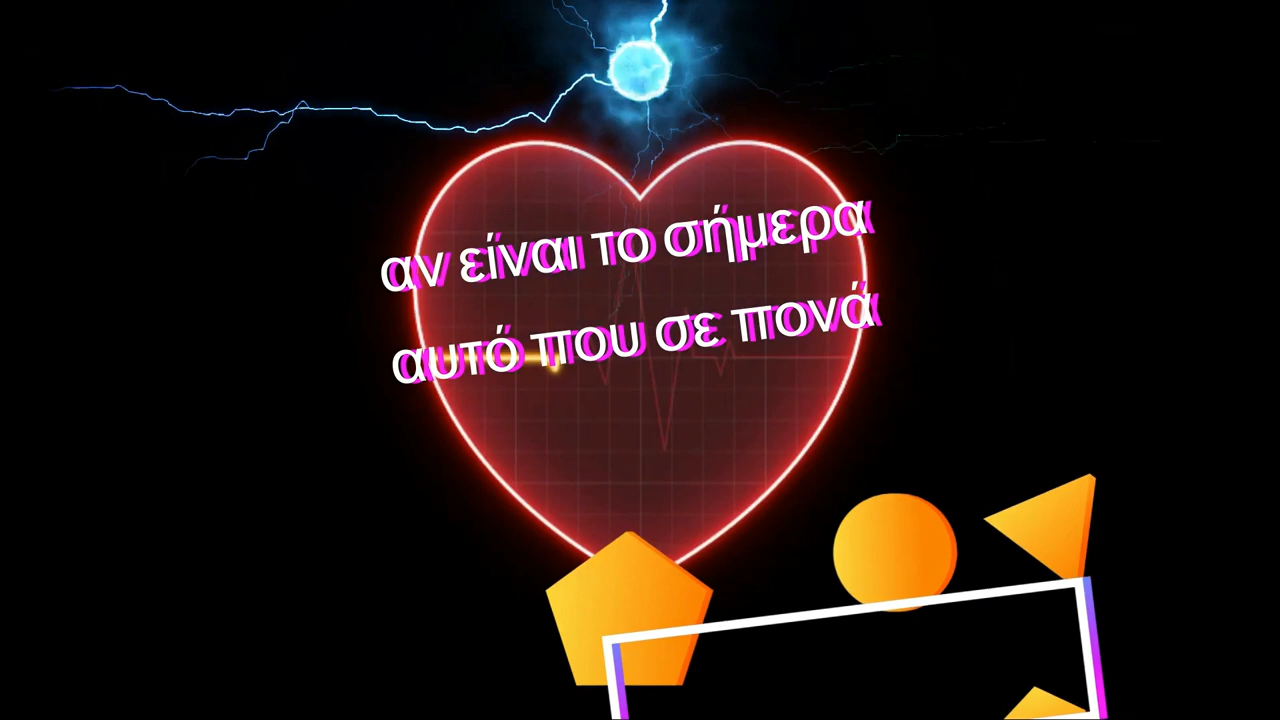 αν είναι το σήμερα
αυτό που σε πονά